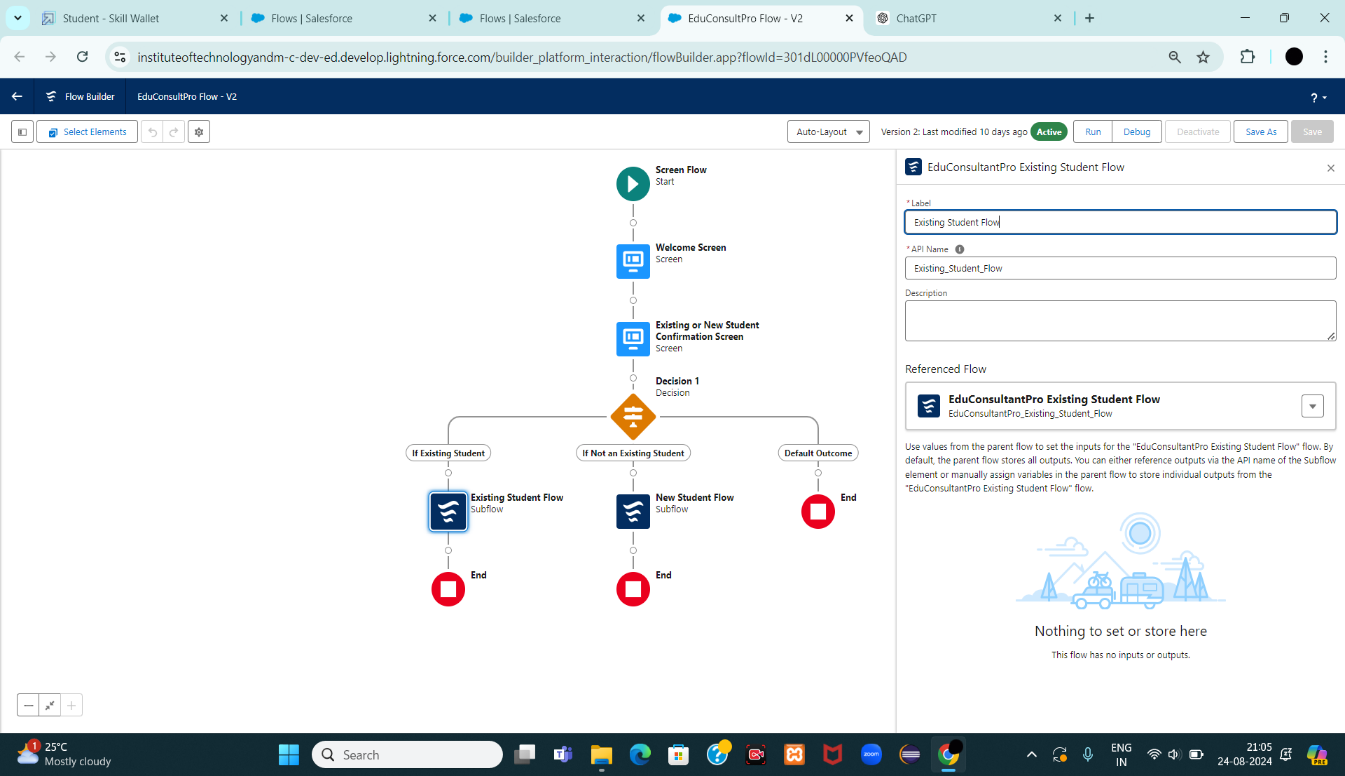 Student - Skill Wallet
Flows | Salesforce
Flows | Salesforce
EduConsultPro Flow - V2
ChatGPT
instituteoftechnologyandm-c-dev-ed.develop.lightning.force.com/builder_platform_interaction/flowBuilder.app?flowId=301dL00000PVfeoQAD
Flow Builder
EduConsultPro Flow - V2
?
Select Elements
Auto-Layout
Version 2: Last modified 10 days ago
Active
Run
Debug
Deactivate
Save As
Save
Screen Flow
Start
Welcome Screen
Screen
Existing or New Student
Confirmation Screen
Screen
Decision 1
Decision
If Existing Student
If Not an Existing Student
Default Outcome
Existing Student Flow
Subflow
New Student Flow
Subflow
End
End
End
EduConsultantPro Existing Student Flow
* Label
Existing Student Flow
* API Name
Existing_Student_Flow
Description
Referenced Flow
EduConsultantPro Existing Student Flow
EduConsultantPro_Existing_Student_Flow
Use values from the parent flow to set the inputs for the "EduConsultantPro Existing Student Flow" flow. By
default, the parent flow stores all outputs. You can either reference outputs via the API name of the Subflow
element or manually assign variables in the parent flow to store individual outputs from the
"EduConsultantPro Existing Student Flow" flow.
Nothing to set or store here
This flow has no inputs or outputs.
1
25°C
Mostly cloudy
Search
zoom
ENG
IN
21:05
24-08-2024
PRE